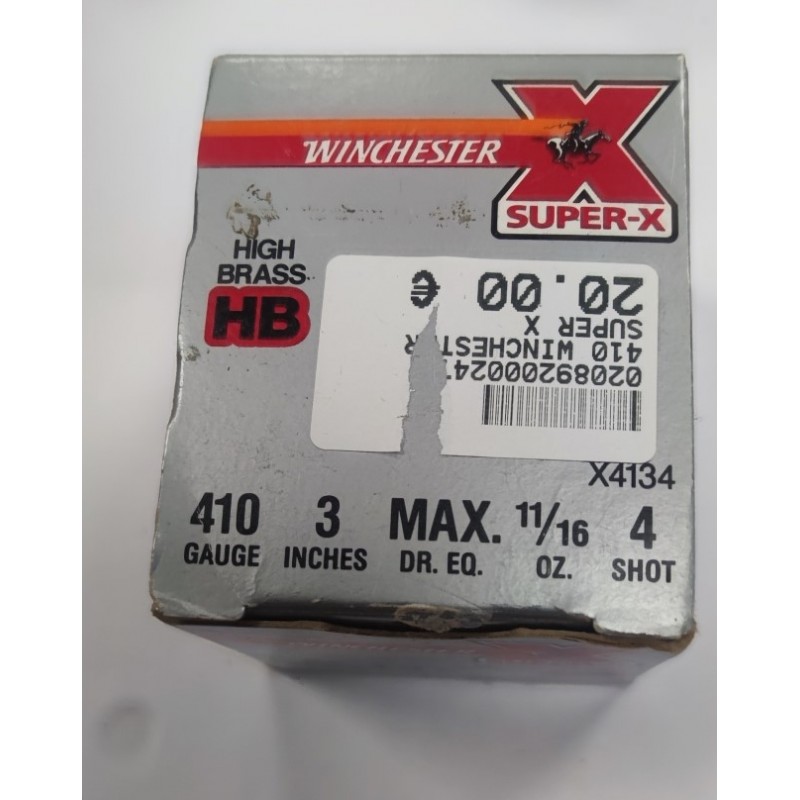 WINCHESTER
X
SUPER-X
HIGH
BRASS
HB
20.00 €
SUPER X
410 WINCHESTER
X4134
410 3 MAX. 11/16 4
GAUGE INCHES DR. EQ. OZ. SHOT